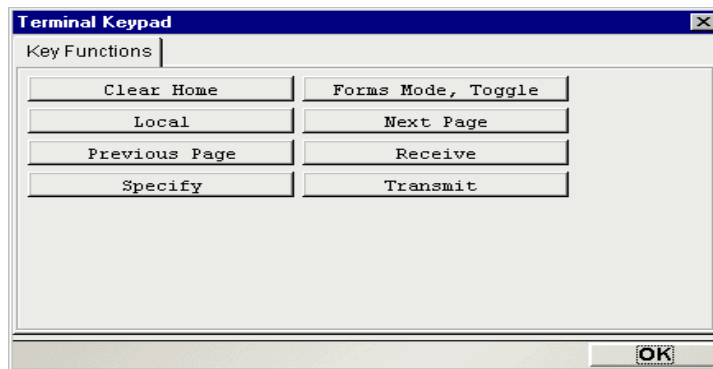 Terminal Keypad
Key Functions
Clear Home
Forms Mode, Toggle
Local
Next Page
Previous Page
Receive
Specify
Transmit
OK